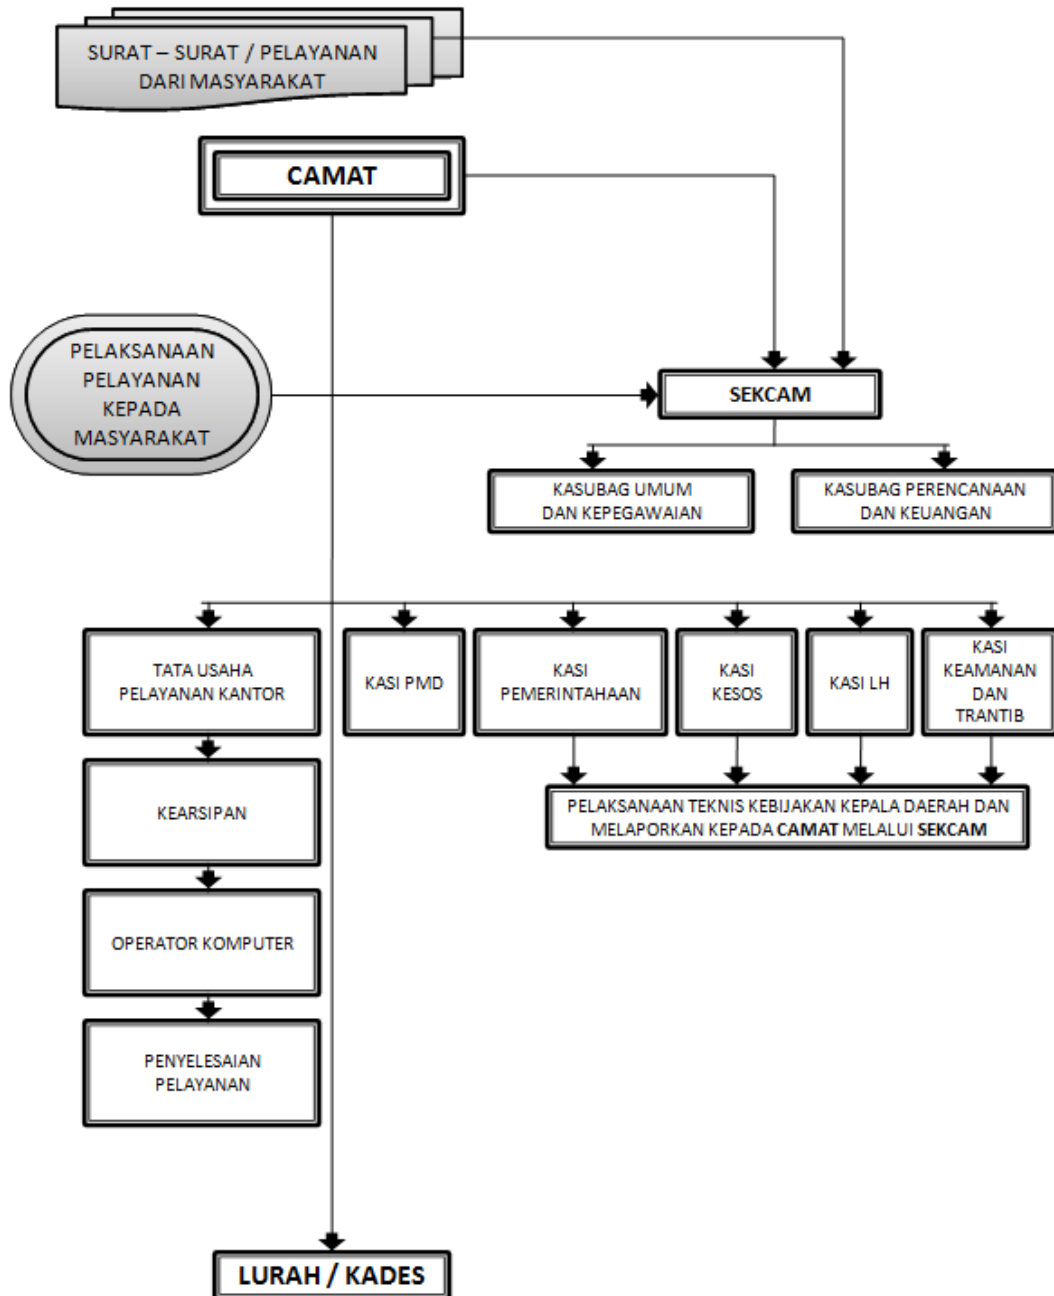 SURAT – SURAT / PELAYANAN
DARI MASYARAKAT
CAMAT
PELAKSANAAN
PELAYANAN
KEPADA
MASYARAKAT
SEKCAM
KASUBAG UMUM
DAN KEPEGAWAIAN
KASUBAG PERENCANAAN
DAN KEUANGAN
TATA USAHA
PELAYANAN KANTOR
KASI PMD
KASI
PEMERINTAHAAN
KASI
KESOS
KASI LH
KASI
KEAMANAN
DAN
TRANTIB
KEARSIPAN
PELAKSANAAN TEKNIS KEBIJAKAN KEPALA DAERAH DAN
MELAPORKAN KEPADA CAMAT MELALUI SEKCAM
OPERATOR KOMPUTER
PENYELESAIAN
PELAYANAN
LURAH / KADES